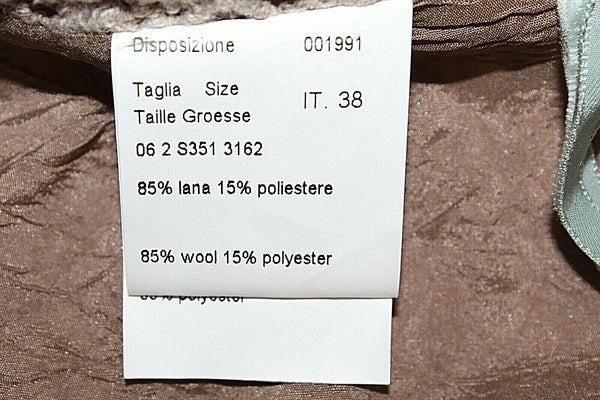 Disposizione 001991
Taglia Size
Taille Groesse IT. 38
06 2 S351 3162
85% lana 15% poliestere
85% wool 15% polyester
polyester